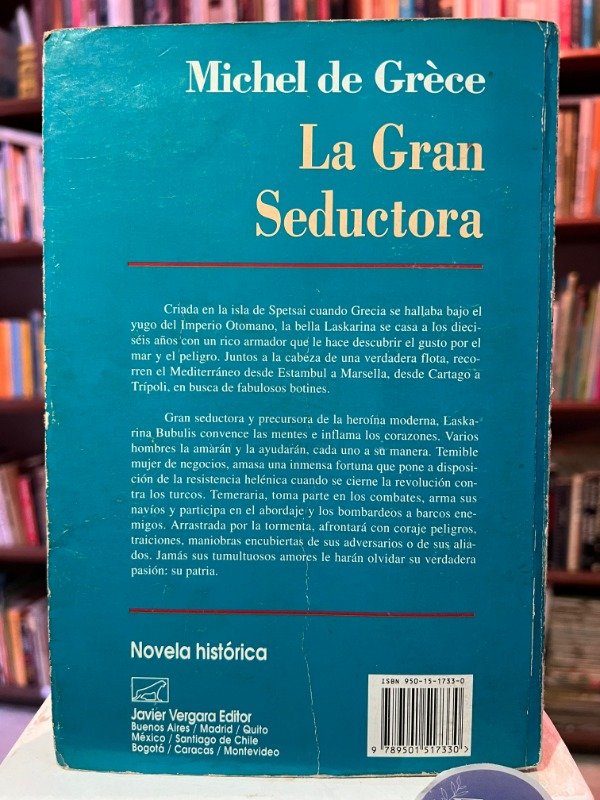 Michel de Grèce
La Gran
Seductora
Criada en la isla de Spetsai cuando Grecia se hallaba bajo el
yugo del Imperio Otomano, la bella Laskarina se casa a los dieci-
séis años con un rico armador que le hace descubrir el gusto por el
mar y el peligro. Juntos a la cabeza de una verdadera flota, reco-
rren el Mediterráneo desde Estambul a Marsella, desde Cartago a
Trípoli, en busca de fabulosos botines.
Gran seductora y precursora de la heroína moderna, Laska-
rina Bubulis convence las mentes e inflama los corazones. Varios
hombres la amarán y la ayudarán, cada uno a su manera. Temible
mujer de negocios, amasa una inmensa fortuna que pone a disposi-
ción de la resistencia helénica cuando se cierne la revolución con-
tra los turcos. Temeraria, toma parte en los combates, arma sus
navíos y participa en el abordaje y los bombardeos a barcos ene-
migos. Arrastrada por la tormenta, afrontará con coraje peligros,
traiciones, maniobras encubiertas de sus adversarios o de sus alia-
dos. Jamás sus tumultuosos amores le harán olvidar su verdadera
pasión: su patria.
Novela histórica
Javier Vergara Editor
Buenos Aires / Madrid / Quito
México / Santiago de Chile
Bogotá / Caracas / Montevideo
ISBN 950-15-1733-0
9 789501 517330